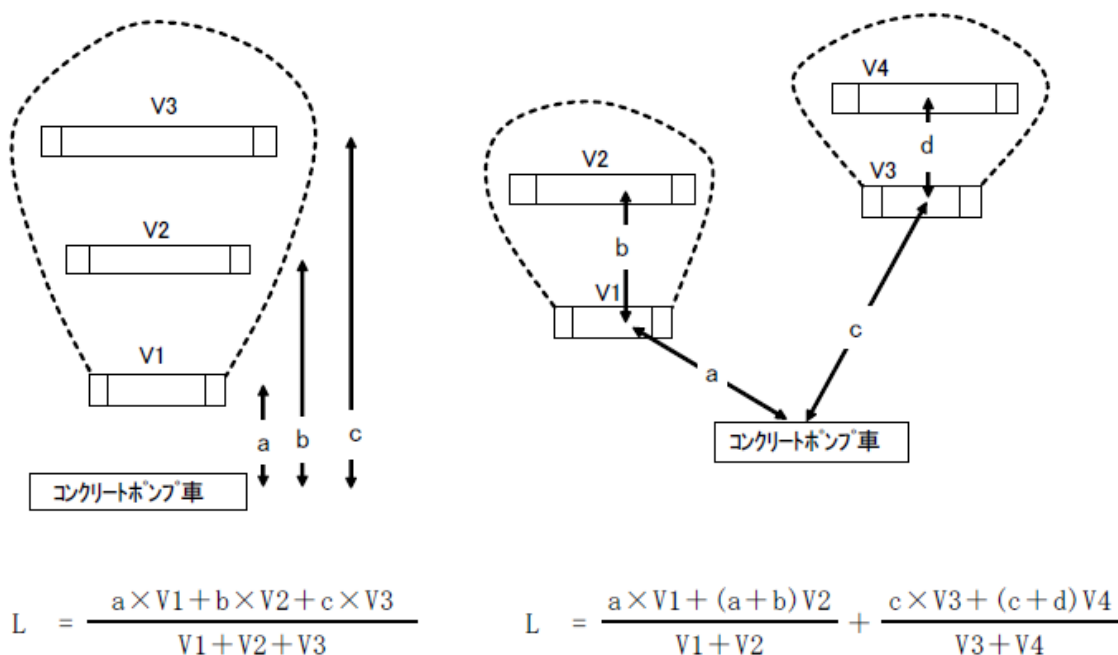 V3
V2
V1
a
b
c
コンクリートポンプ車
V4
d
V3
V2
b
V1
c
a
コンクリートポンプ車
L = a×V1+b×V2+c×V3 / V1+V2+V3
L = a×V1+(a+b)V2 / V1+V2 + c×V3+(c+d)V4 / V3+V4